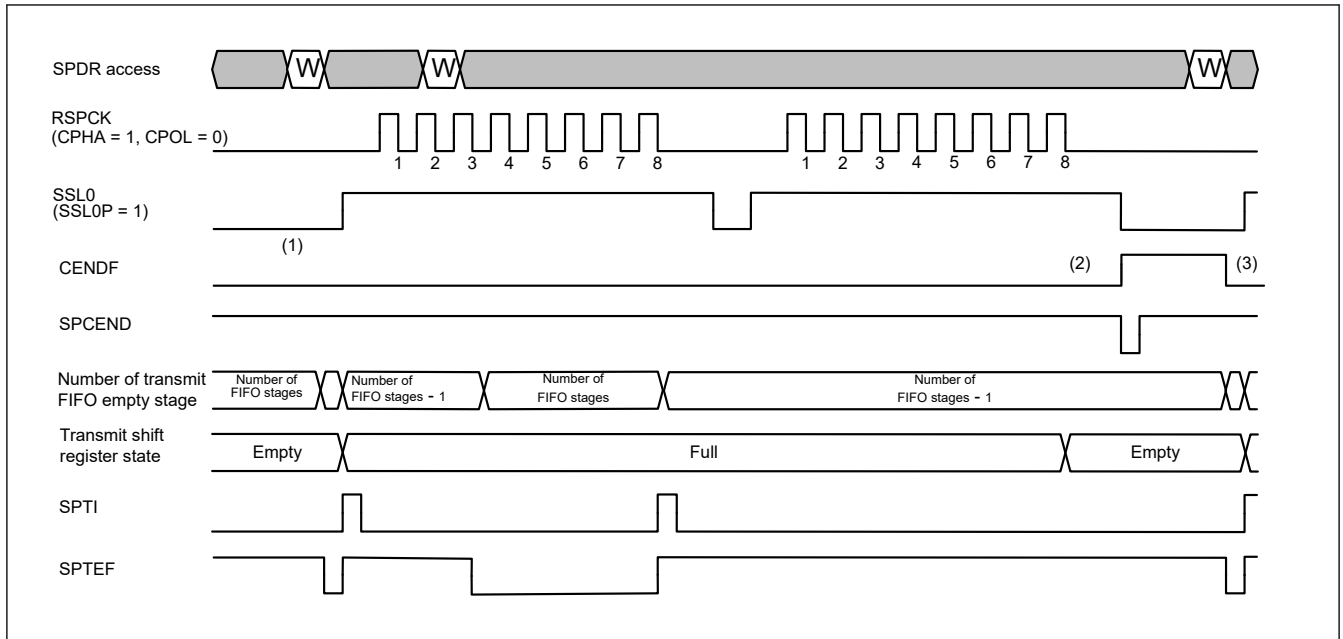 SPDR access
W
W
W
RSPCK
(CPHA = 1, CPOL = 0)
1 2 3 4 5 6 7 8
1 2 3 4 5 6 7 8
SSL0
(SSL0P = 1)
(1)
CENDF
(2)
(3)
SPCEND
Number of transmit
FIFO empty stage
Number of
FIFO stages
Number of
FIFO stages - 1
Number of
FIFO stages
Number of
FIFO stages - 1
Transmit shift
register state
Empty
Full
Empty
SPTI
SPTEF